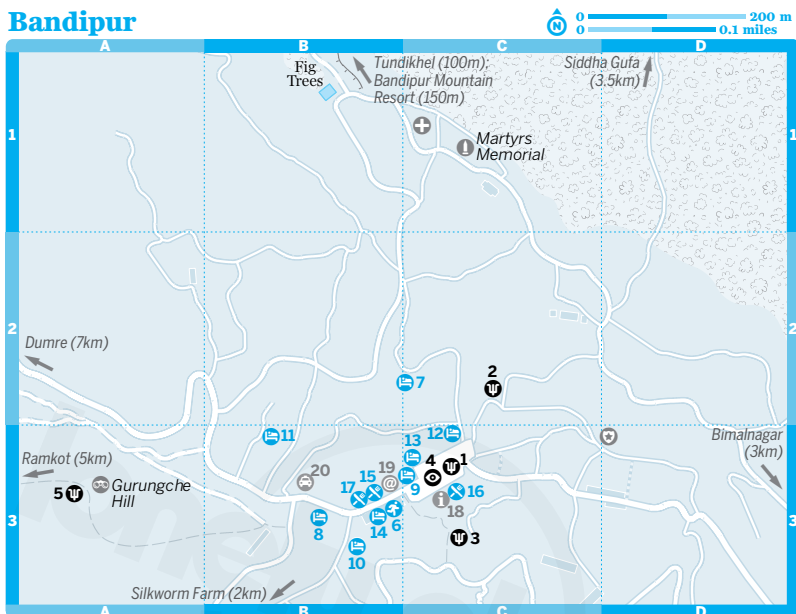 Bandipur
N
0 200 m
0 0.1 miles
A B C D
Fig
Trees
Tundikhel (100m);
Bandipur Mountain
Resort (150m)
Siddha Gufa
(3.5km)
1 1
Martyrs
Memorial
2 2
Dumre (7km)
7
2
11
12
13
Bimalnagar
(3km)
Ramkot (5km)
4 1
20
15 19 @
Gurungche
Hill
5
17
9
16
i
18
3 3
8
14
6
3
10
Silkworm Farm (2km)
A B C D